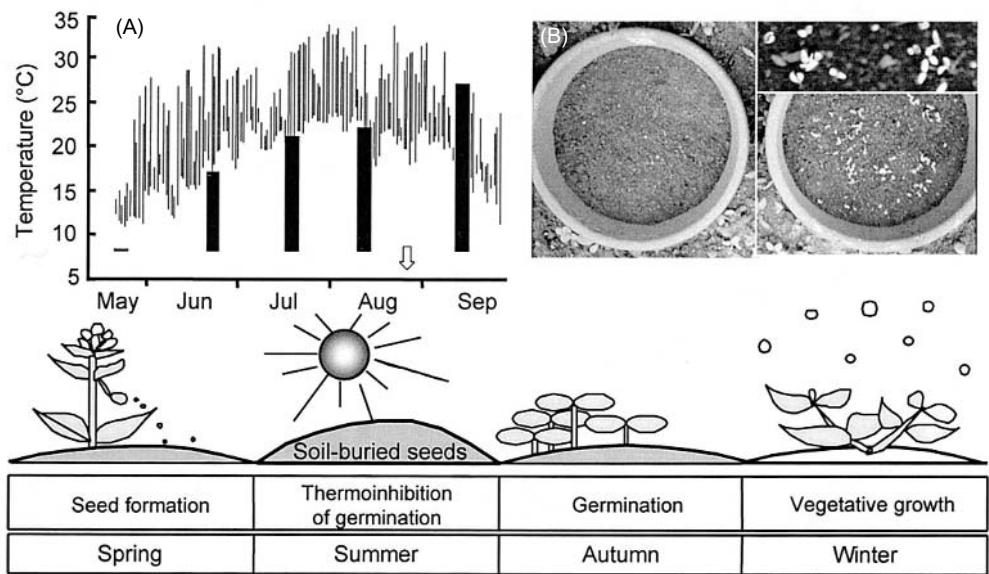 (A)
(B)
Temperature (°C)
35
30
25
20
15
10
5
May Jun Jul Aug Sep
Soil-buried seeds
Seed formation
Thermoinhibition
of germination
Germination
Vegetative growth
Spring
Summer
Autumn
Winter